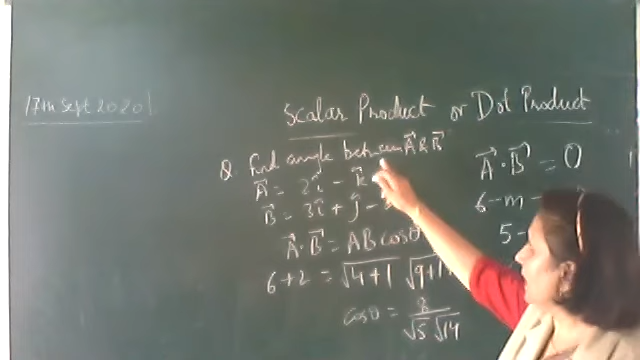 17th Sept 2020
Scalar Product or Dot Product
Q. Find angle between A⃗ & B⃗
A⃗ = 2î - k̂
B⃗ = 3î + ĵ -
A⃗ · B⃗ = AB cosθ
6+2 = √4+1 √9+1
cosθ = 8/√5 √14
A⃗ · B⃗ = 0
6 - m -
5 -